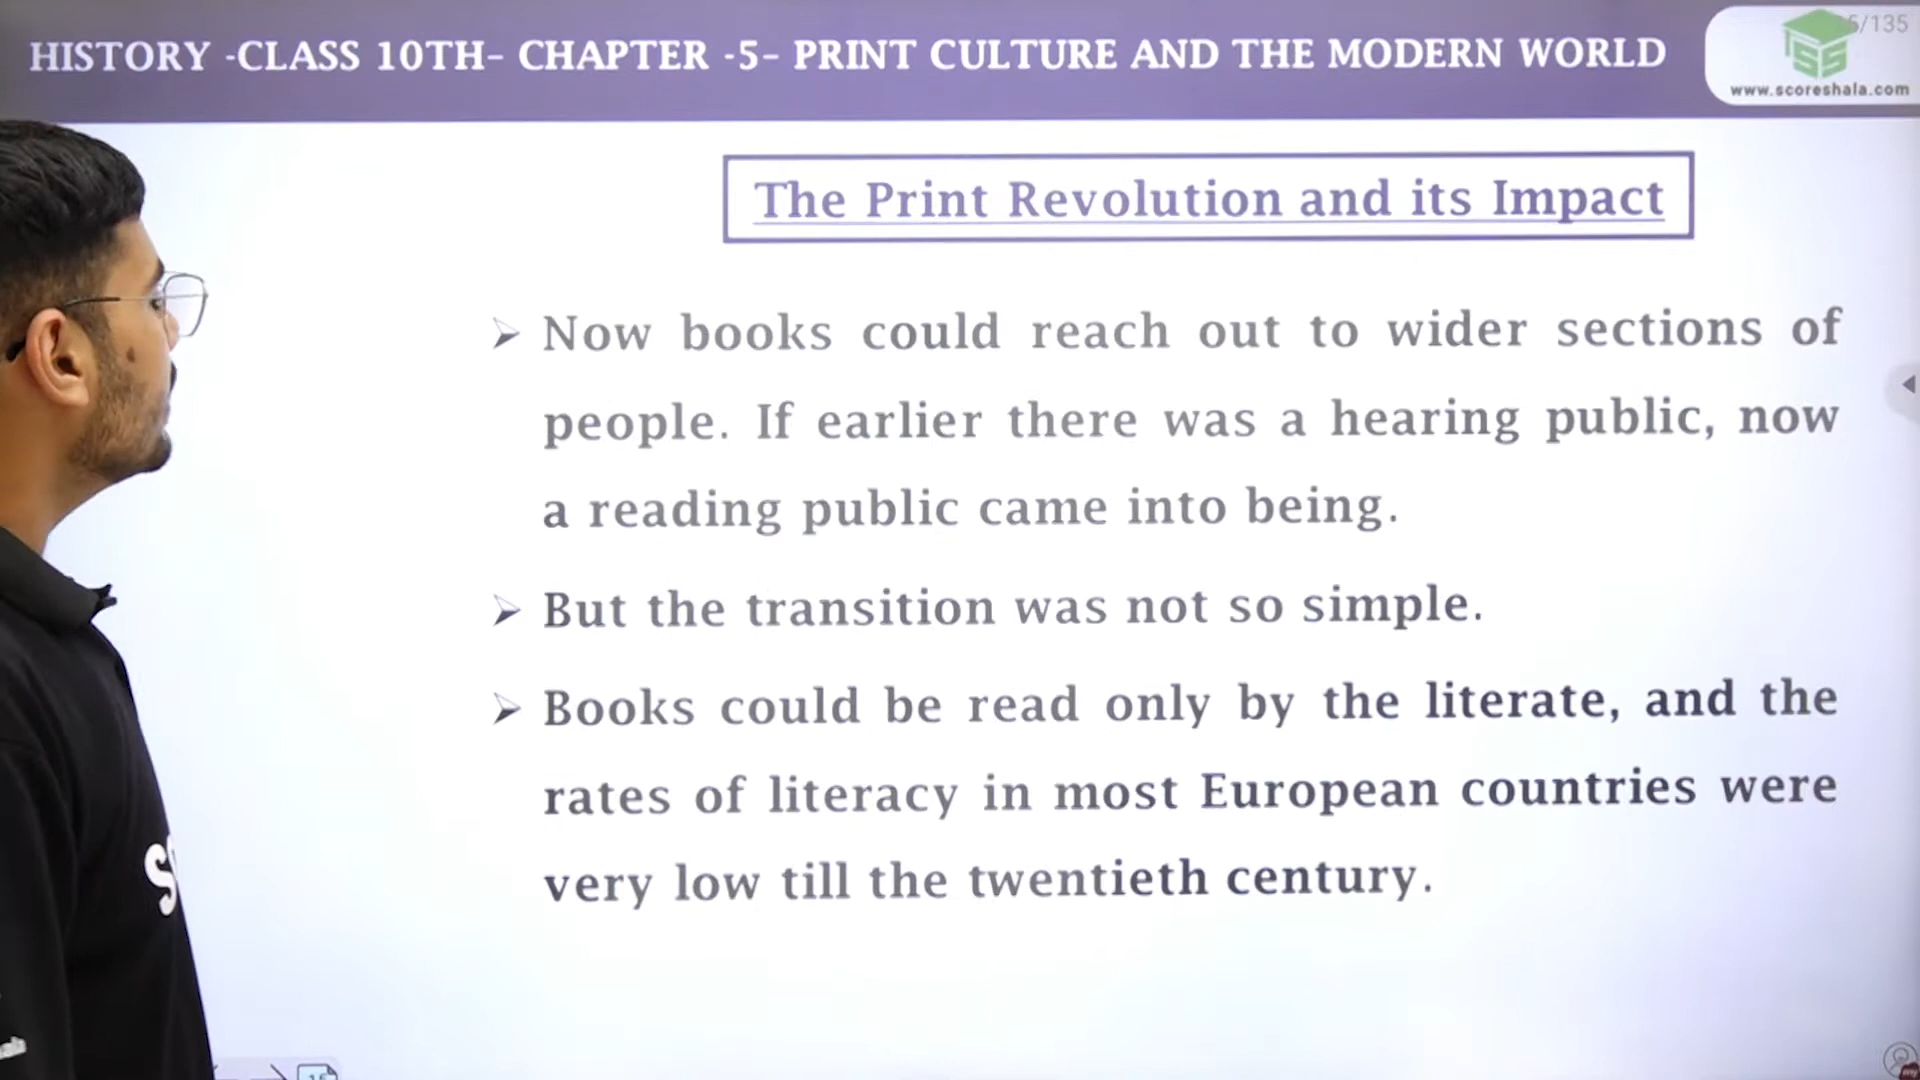 HISTORY -CLASS 10TH- CHAPTER -5- PRINT CULTURE AND THE MODERN WORLD
/135
www.scoreshala.com
The Print Revolution and its Impact
➢ Now books could reach out to wider sections of
people. If earlier there was a hearing public, now
a reading public came into being.
➢ But the transition was not so simple.
➢ Books could be read only by the literate, and the
rates of literacy in most European countries were
very low till the twentieth century.